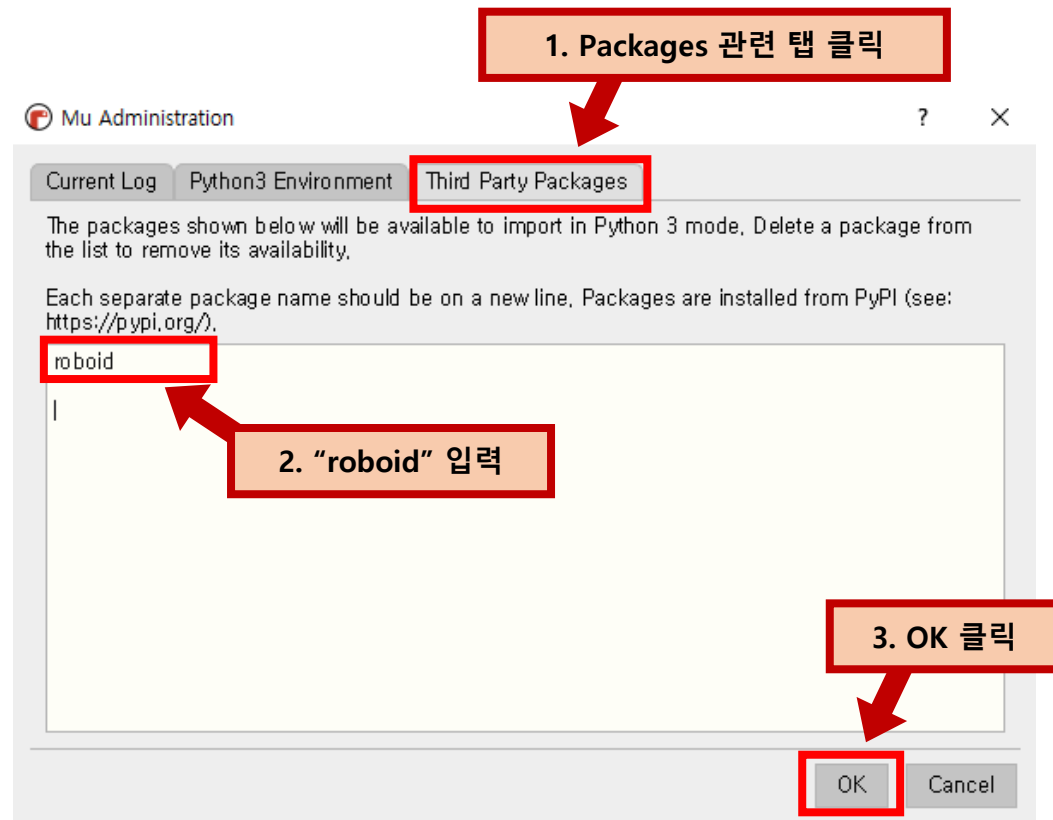 1. Packages 관련 탭 클릭
Mu Administration
?
Current Log Python3 Environment Third Party Packages
The packages shown below will be available to import in Python 3 mode, Delete a package from
the list to remove its availability,
Each separate package name should be on a new line, Packages are installed from PyPI (see:
https://pypi.org/),
roboid
2. “roboid” 입력
3. OK 클릭
OK Cancel